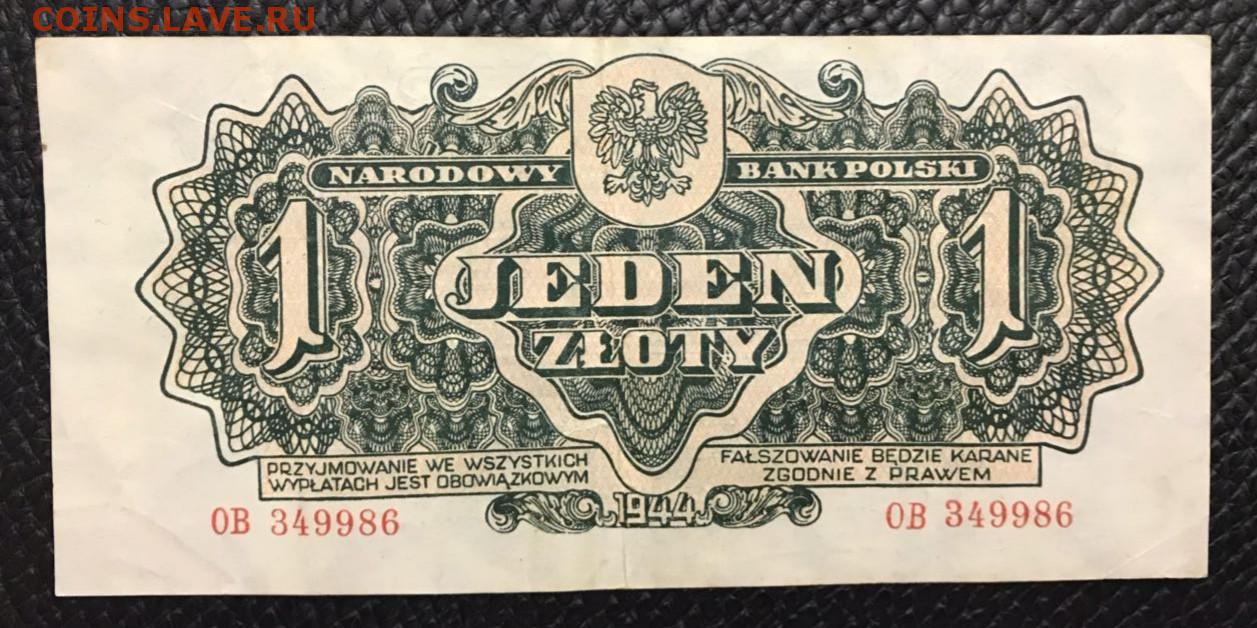 COINS.LAVE.RU
NARODOWY BANK POLSKI
1 1
JEDEN
ZŁOTY
PRZYJMOWANIE WE WSZYSTKICH
WYPŁATACH JEST OBOWIĄZKOWYM
FAŁSZOWANIE BĘDZIE KARANE
ZGODNIE Z PRAWEM
1944
OB 349986
OB 349986